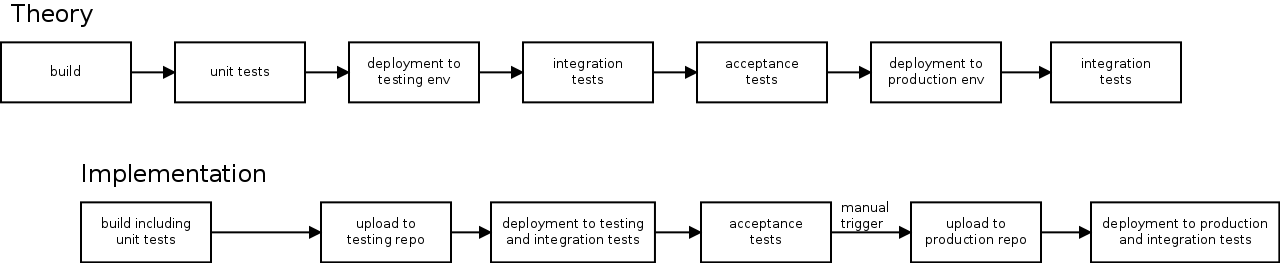 Theory
build
unit tests
deployment to
testing env
integration
tests
acceptance
tests
deployment to
production env
integration
tests
Implementation
build including
unit tests
upload to
testing repo
deployment to testing
and integration tests
acceptance
tests
manual
trigger
upload to
production repo
deployment to production
and integration tests